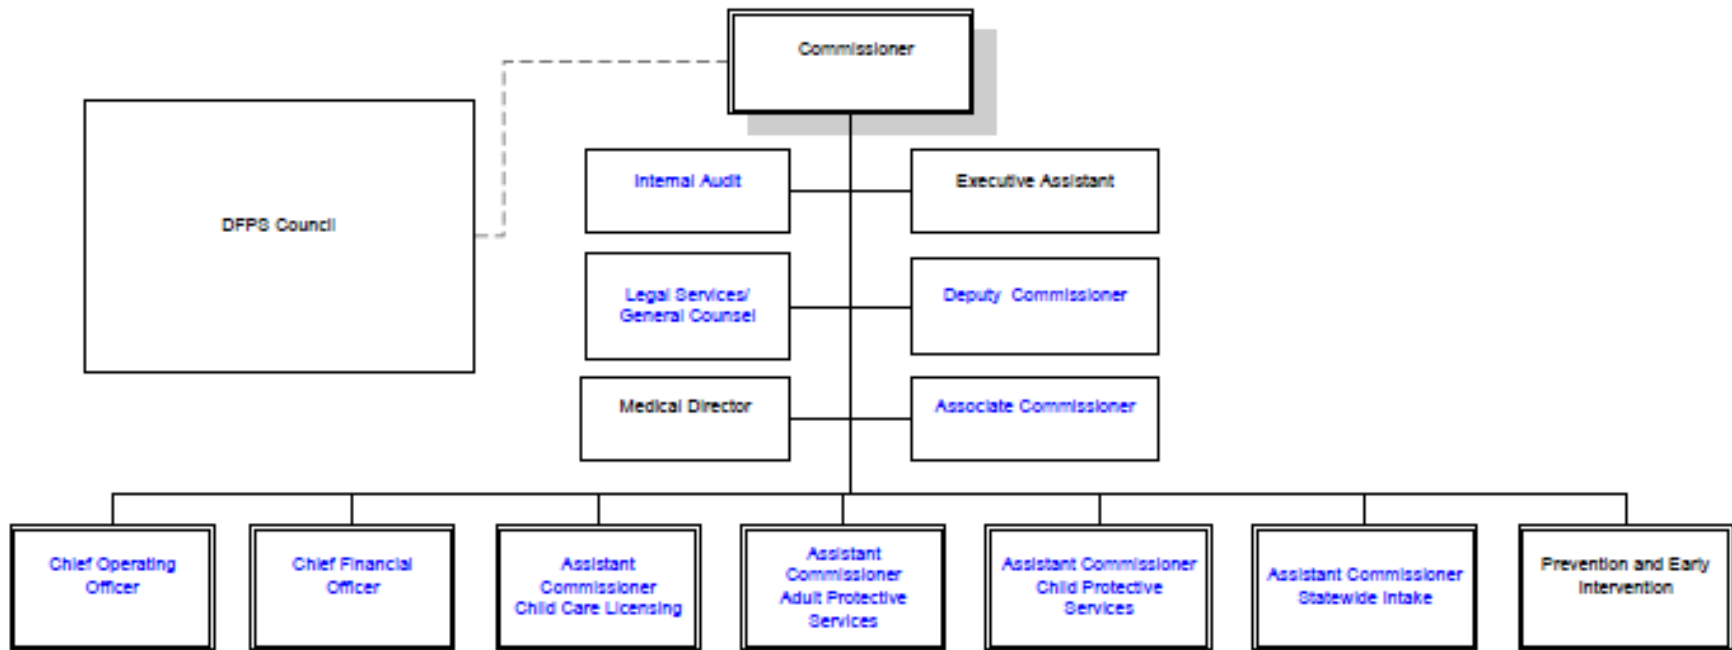 Commissioner
DFPS Council
Internal Audit
Executive Assistant
Legal Services/
General Counsel
Deputy Commissioner
Medical Director
Associate Commissioner
Chief Operating
Officer
Chief Financial
Officer
Assistant
Commissioner
Child Care Licensing
Assistant
Commissioner
Adult Protective
Services
Assistant Commissioner
Child Protective
Services
Assistant Commissioner
Statewide Intake
Prevention and Early
Intervention